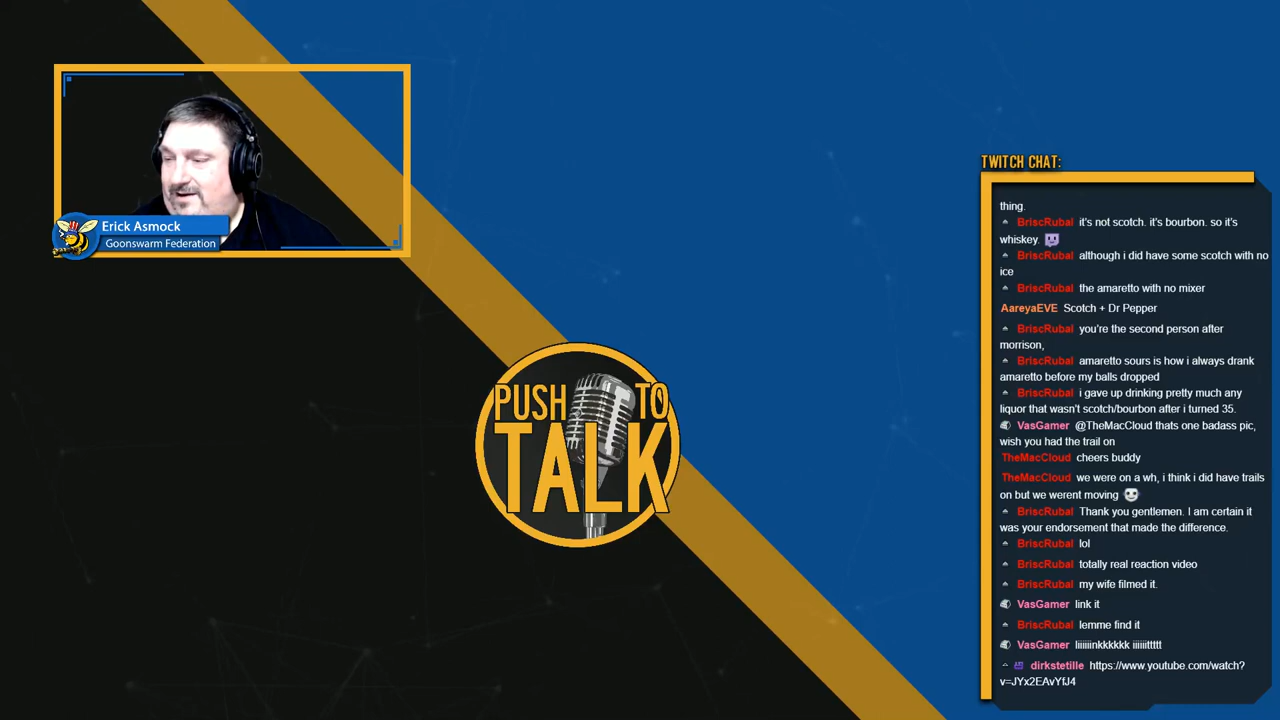 Erick Asmock
Goonswarm Federation
PUSH TO
TALK
TWITCH CHAT:
thing.
BriscRubal it's not scotch. it's bourbon. so it's
whiskey.
BriscRubal although i did have some scotch with no
ice
BriscRubal the amaretto with no mixer
AareyaEVE Scotch + Dr Pepper
BriscRubal you're the second person after
morrison,
BriscRubal amaretto sours is how i always drank
amaretto before my balls dropped
BriscRubal i gave up drinking pretty much any
liquor that wasn't scotch/bourbon after i turned 35.
VasGamer @TheMacCloud thats one badass pic,
wish you had the trail on
TheMacCloud cheers buddy
TheMacCloud we were on a wh, i think i did have trails
on but we werent moving
BriscRubal Thank you gentlemen. I am certain it
was your endorsement that made the difference.
BriscRubal lol
BriscRubal totally real reaction video
BriscRubal my wife filmed it.
VasGamer link it
BriscRubal lemme find it
VasGamer liiiiiinkkkkkk iiiiiiittttt
dirkstetille https://www.youtube.com/watch?
v=JYx2EAvYfJ4